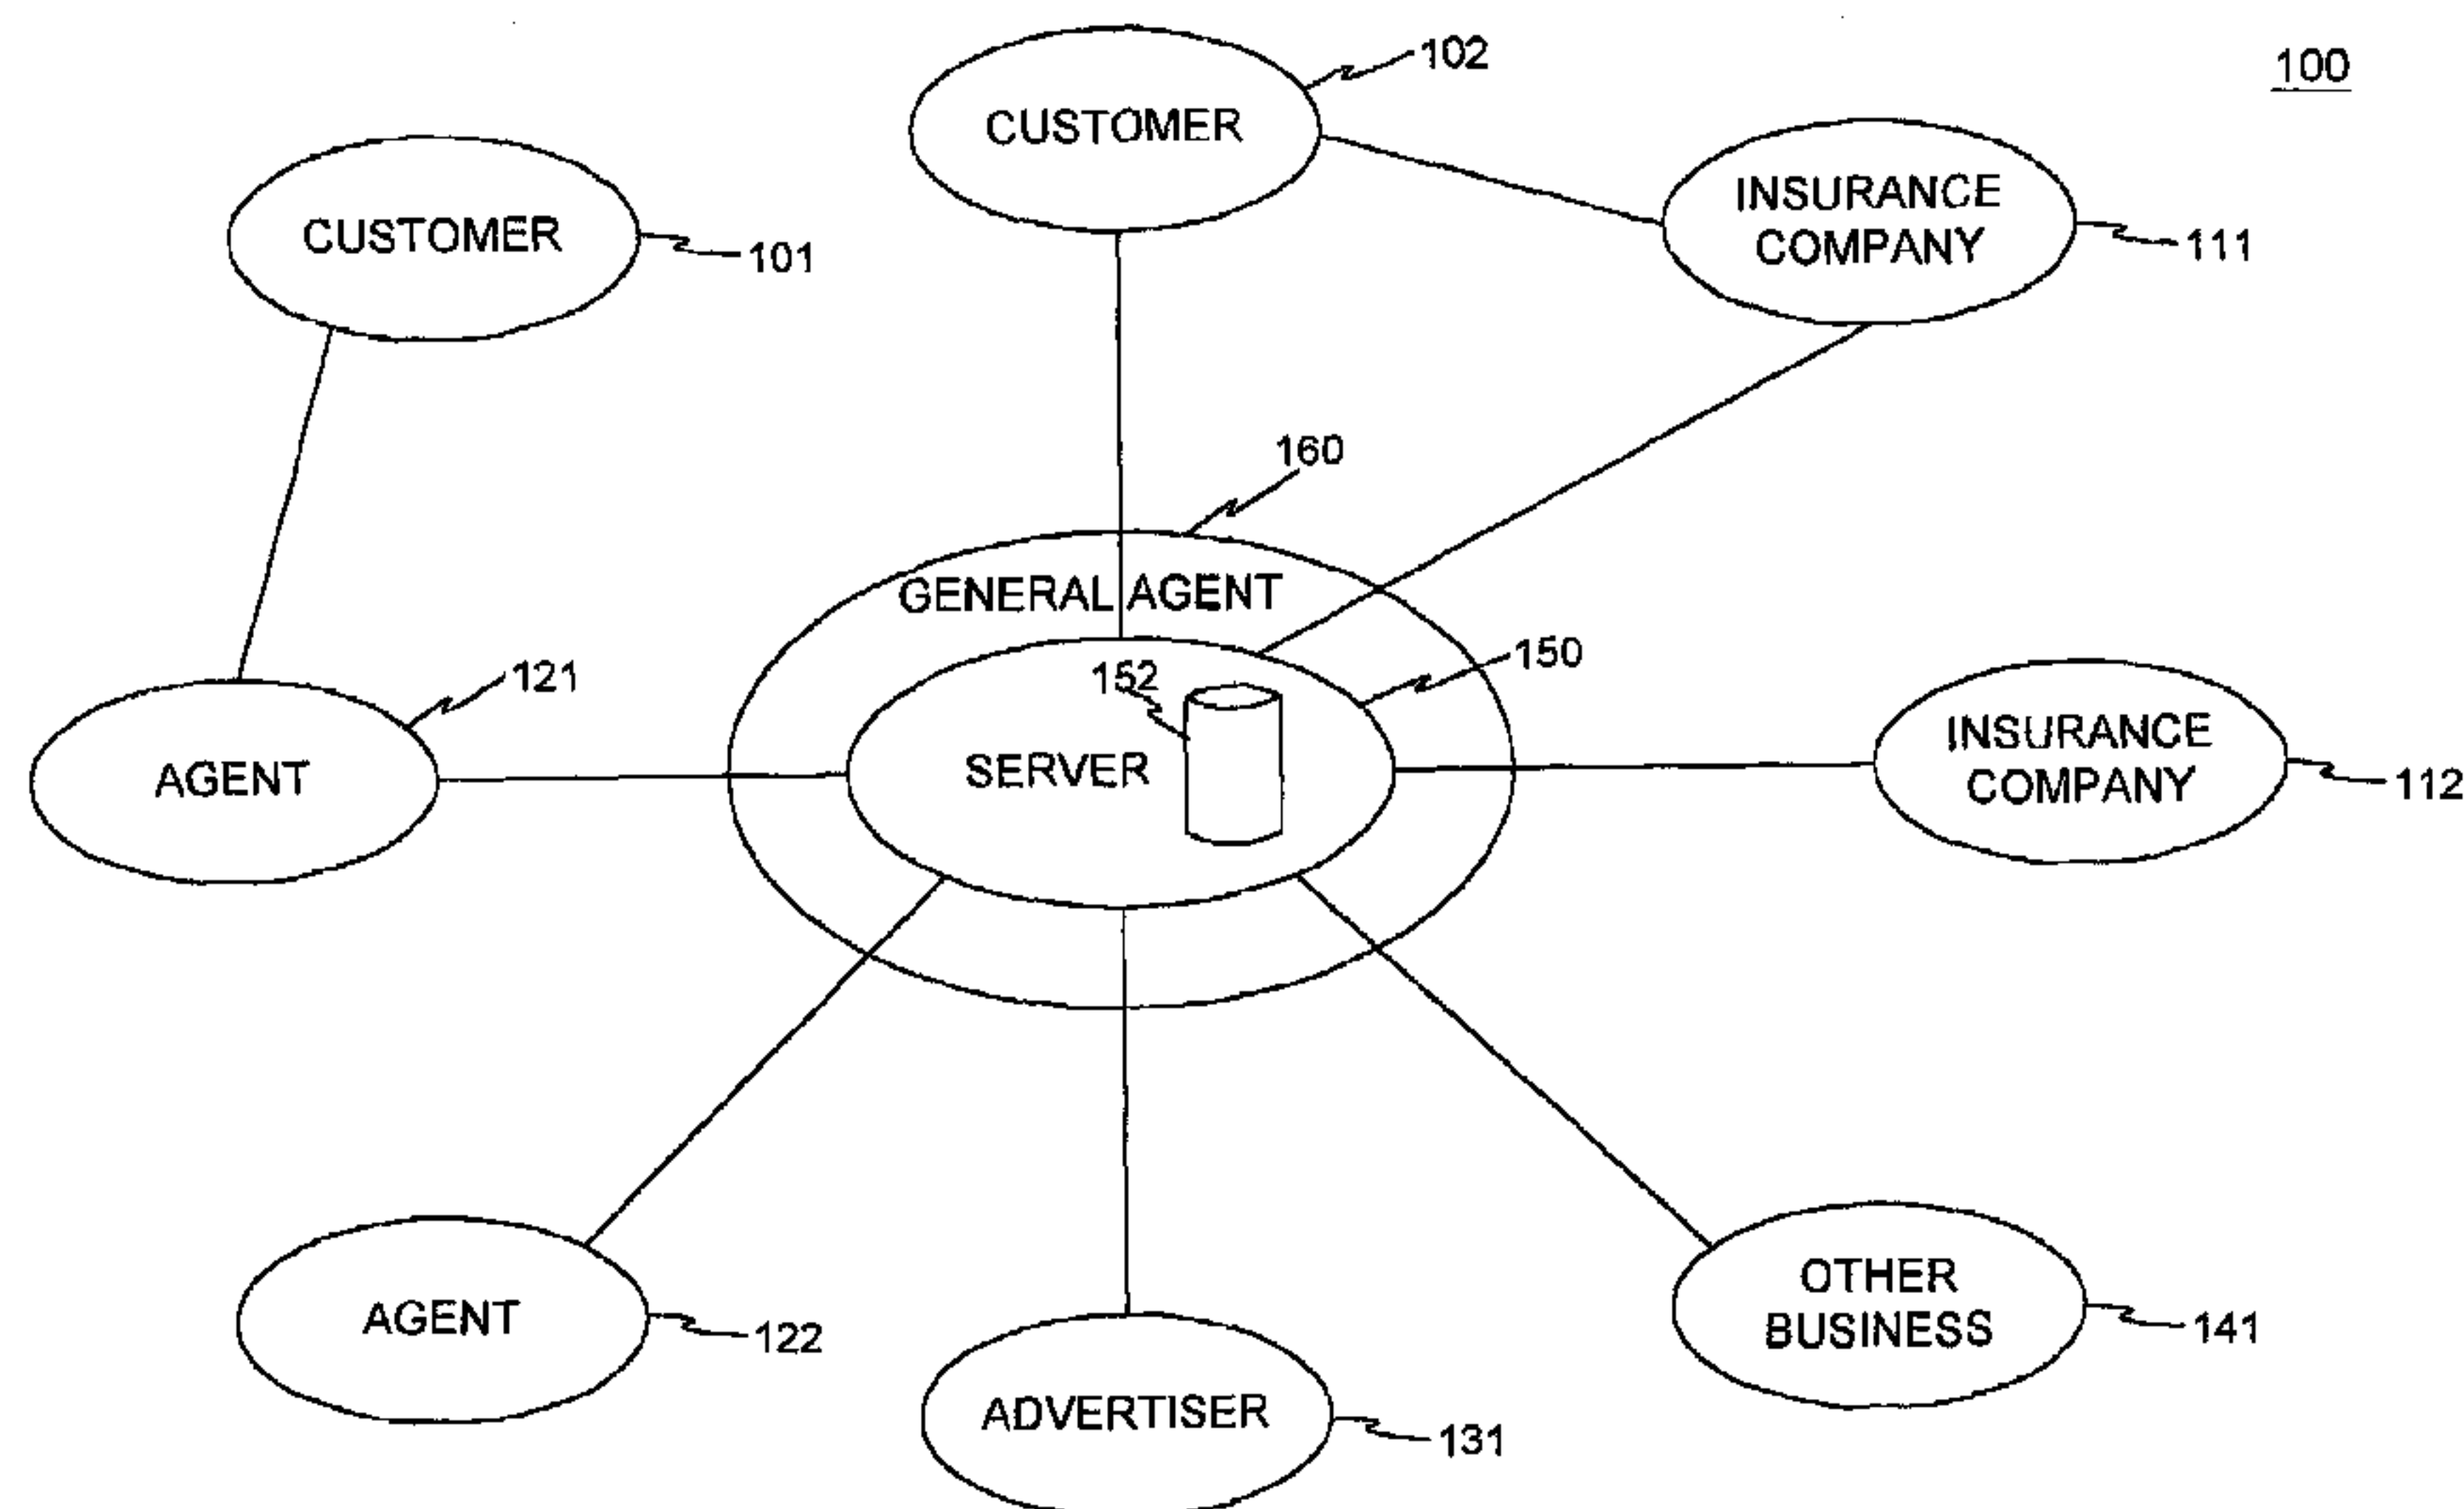 100
CUSTOMER
102
INSURANCE
COMPANY
111
CUSTOMER
101
160
GENERAL AGENT
150
152
SERVER
121
AGENT
INSURANCE
COMPANY
112
AGENT
122
ADVERTISER
131
OTHER
BUSINESS
141